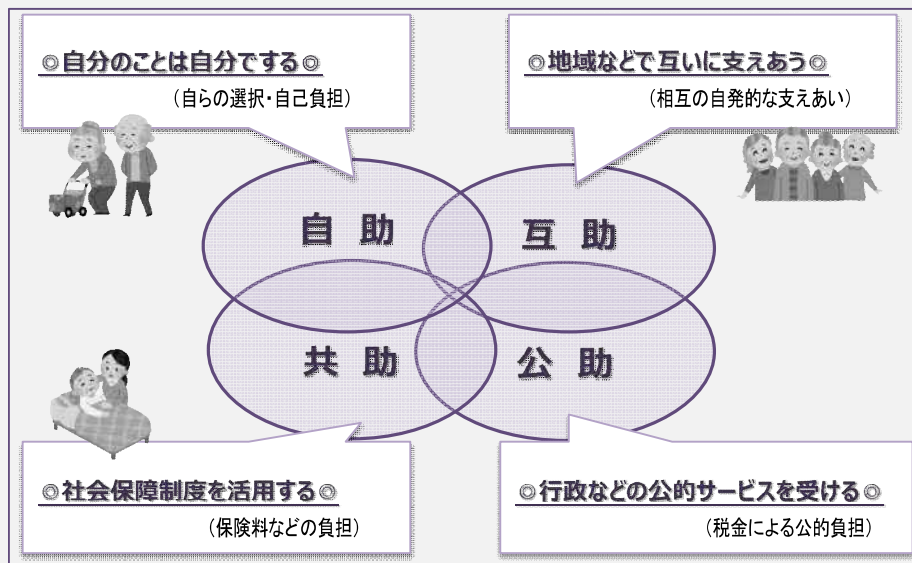 ◎自分のことは自分でする◎
（自らの選択・自己負担）
◎地域などで互いに支えあう◎
（相互の自発的な支えあい）
自 助
互 助
共 助
公 助
◎社会保障制度を活用する◎
（保険料などの負担）
◎行政などの公的サービスを受ける◎
（税金による公的負担）